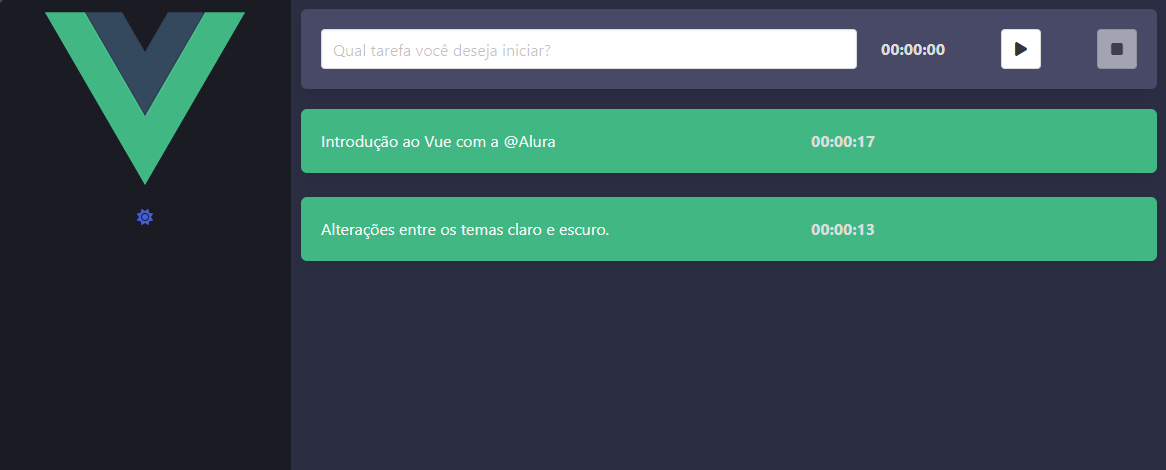 Qual tarefa você deseja iniciar? 00:00:00
Introdução ao Vue com a @Alura 00:00:17
Alterações entre os temas claro e escuro. 00:00:13